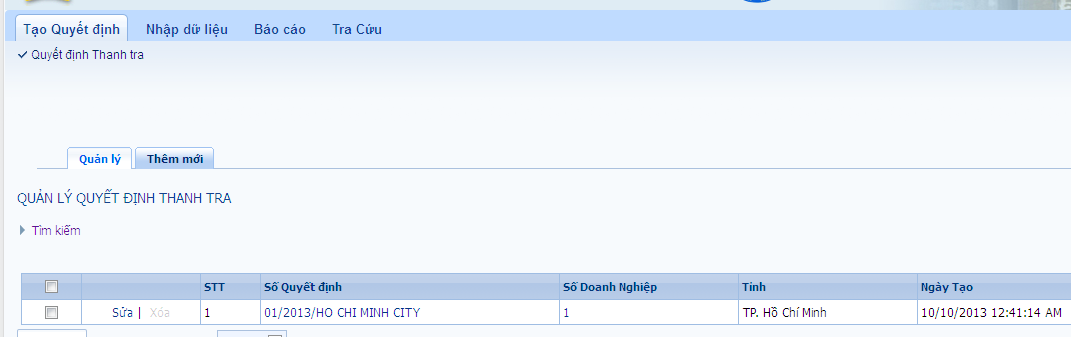 Tạo Quyết định Nhập dữ liệu Báo cáo Tra Cứu
Quyết định Thanh tra
Quản lý Thêm mới
QUẢN LÝ QUYẾT ĐỊNH THANH TRA
Tìm kiếm
STT Số Quyết định Số Doanh Nghiệp Tỉnh Ngày Tạo
Sửa | Xóa 1 01/2013/HO CHI MINH CITY 1 TP. Hồ Chí Minh 10/10/2013 12:41:14 AM